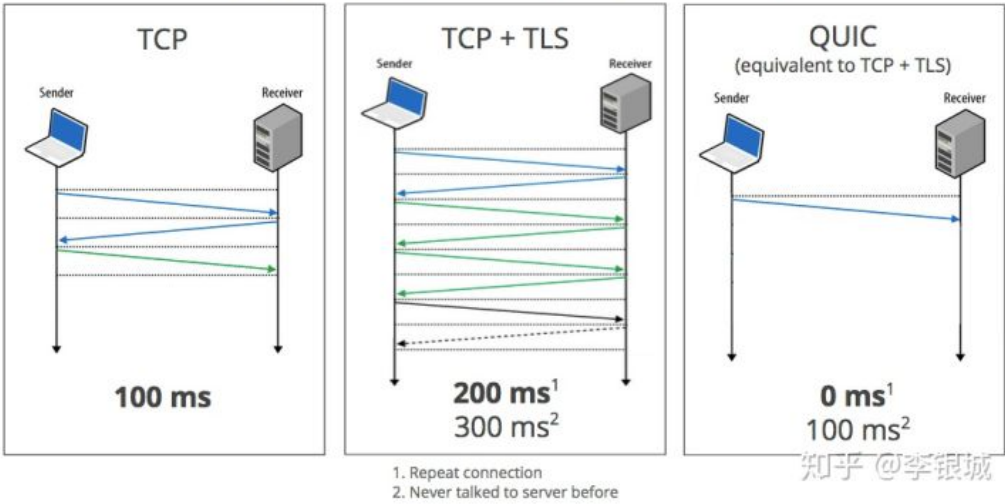 TCP
Sender
Receiver
100 ms
TCP + TLS
Sender
Receiver
200 ms1
300 ms2
QUIC
(equivalent to TCP + TLS)
Sender
Receiver
0 ms1
100 ms2
1. Repeat connection
2. Never talked to server before
知乎 @李银城